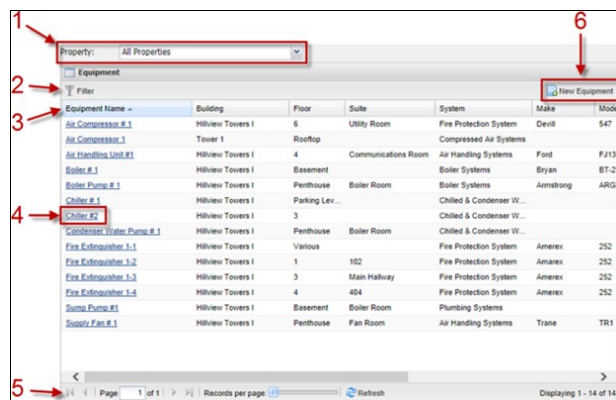 1
6
Property: All Properties
Equipment
2 Filter New Equipment
3 Equipment Name Building Floor Suite System Make Mode
Air Compressor # 1 Hillview Towers I 6 Utility Room Fire Protection System Devill 547
Air Compressor 1 Tower 1 Rooftop Compressed Air Systems
Air Handling Unit #1 Hillview Towers I 4 Communications Room Air Handling Systems Ford FJ13
Boiler # 1 Hillview Towers I Basement Boiler Systems Bryan BT-2
Boiler Pump # 1 Hillview Towers I Penthouse Boiler Room Boiler Systems Armstrong ARG
Chiller # 1 Hillview Towers I Parking Lev... Chilled & Condenser W...
4 Chiller #2 Hillview Towers I 3 Chilled & Condenser W...
Condenser Water Pump # 1 Hillview Towers I Penthouse Boiler Room Chilled & Condenser W...
Fire Extinguisher 1-1 Hillview Towers I Various Fire Protection System Amerex 252
Fire Extinguisher 1-2 Hillview Towers I 1 102 Fire Protection System Amarex 252
Fire Extinguisher 1-3 Hillview Towers I 3 Main Hallway Fire Protection System Amerex 252
Fire Extinguisher 1-4 Hillview Towers I 4 404 Fire Protection System Amerex 252
Sump Pump #1 Hillview Towers I Basement Boiler Room Plumbing Systems
Supply Fan # 1 Hillview Towers I Penthouse Fan Room Air Handling Systems Trane TR1
5 Page 1 of 1 Records per page: Refresh Displaying 1 - 14 of 14